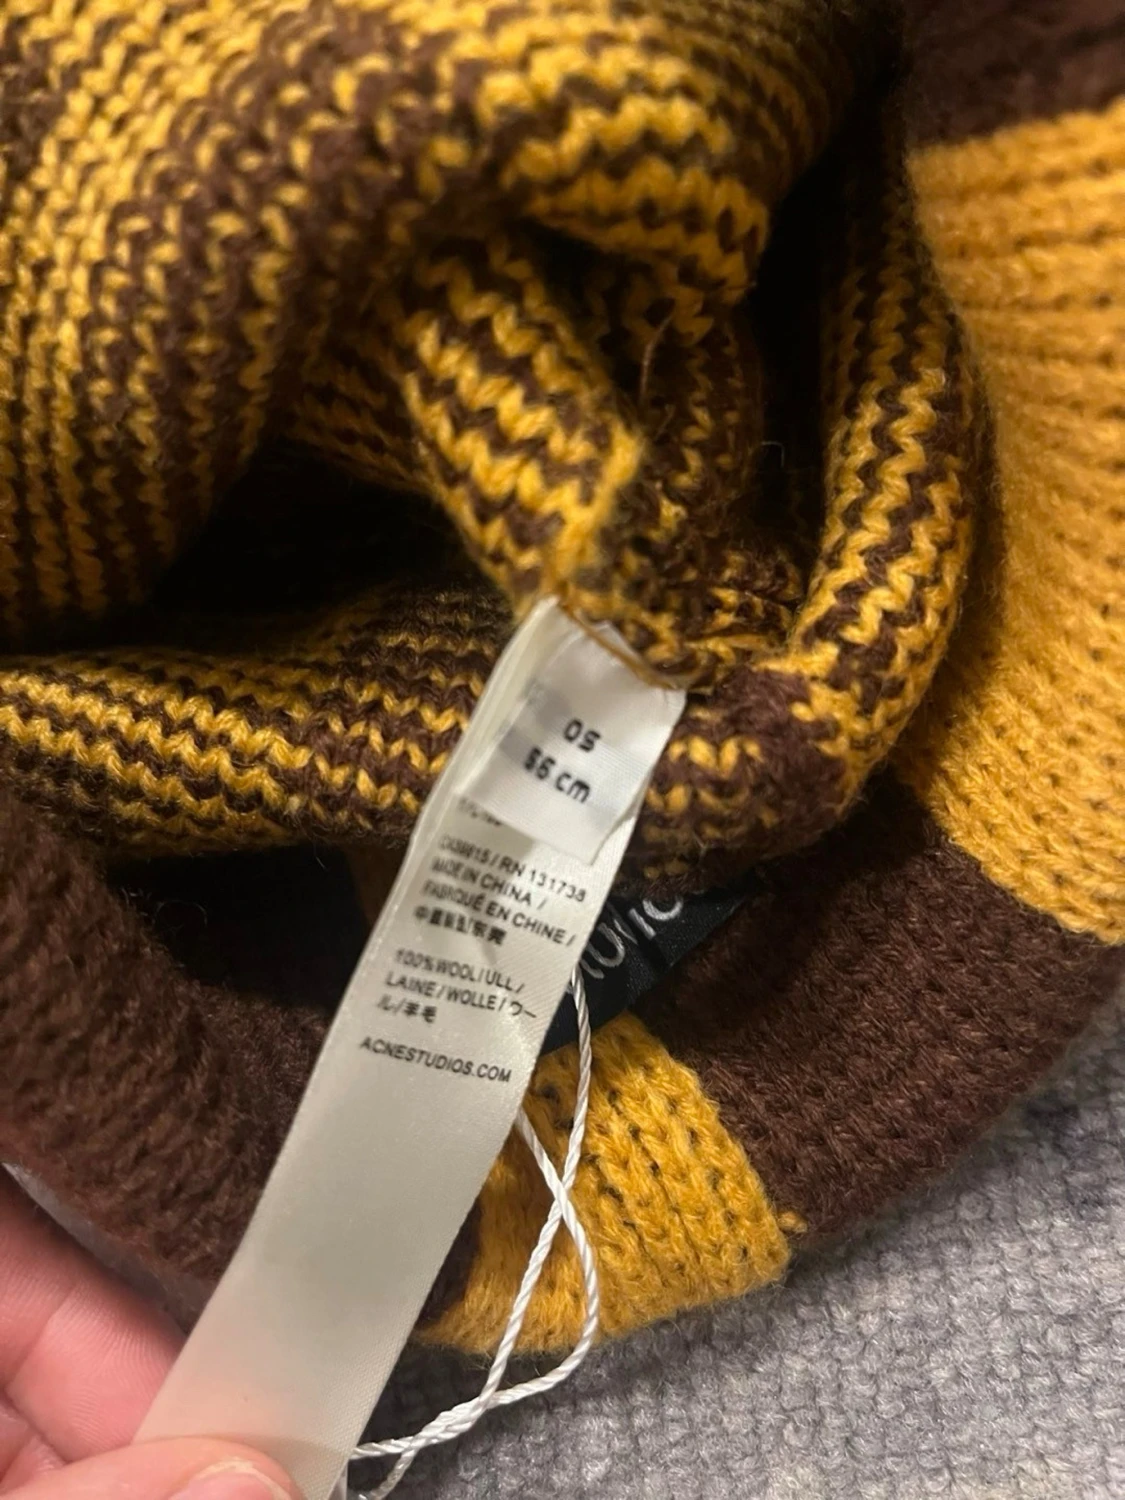 OS
56 cm
CA39815 / RN 131738
MADE IN CHINA /
FABRIQUÉ EN CHINE /
100% WOOL / ULL /
LAINE / WOLLE / ウー
ル/羊毛
ACNESTUDIOS.COM